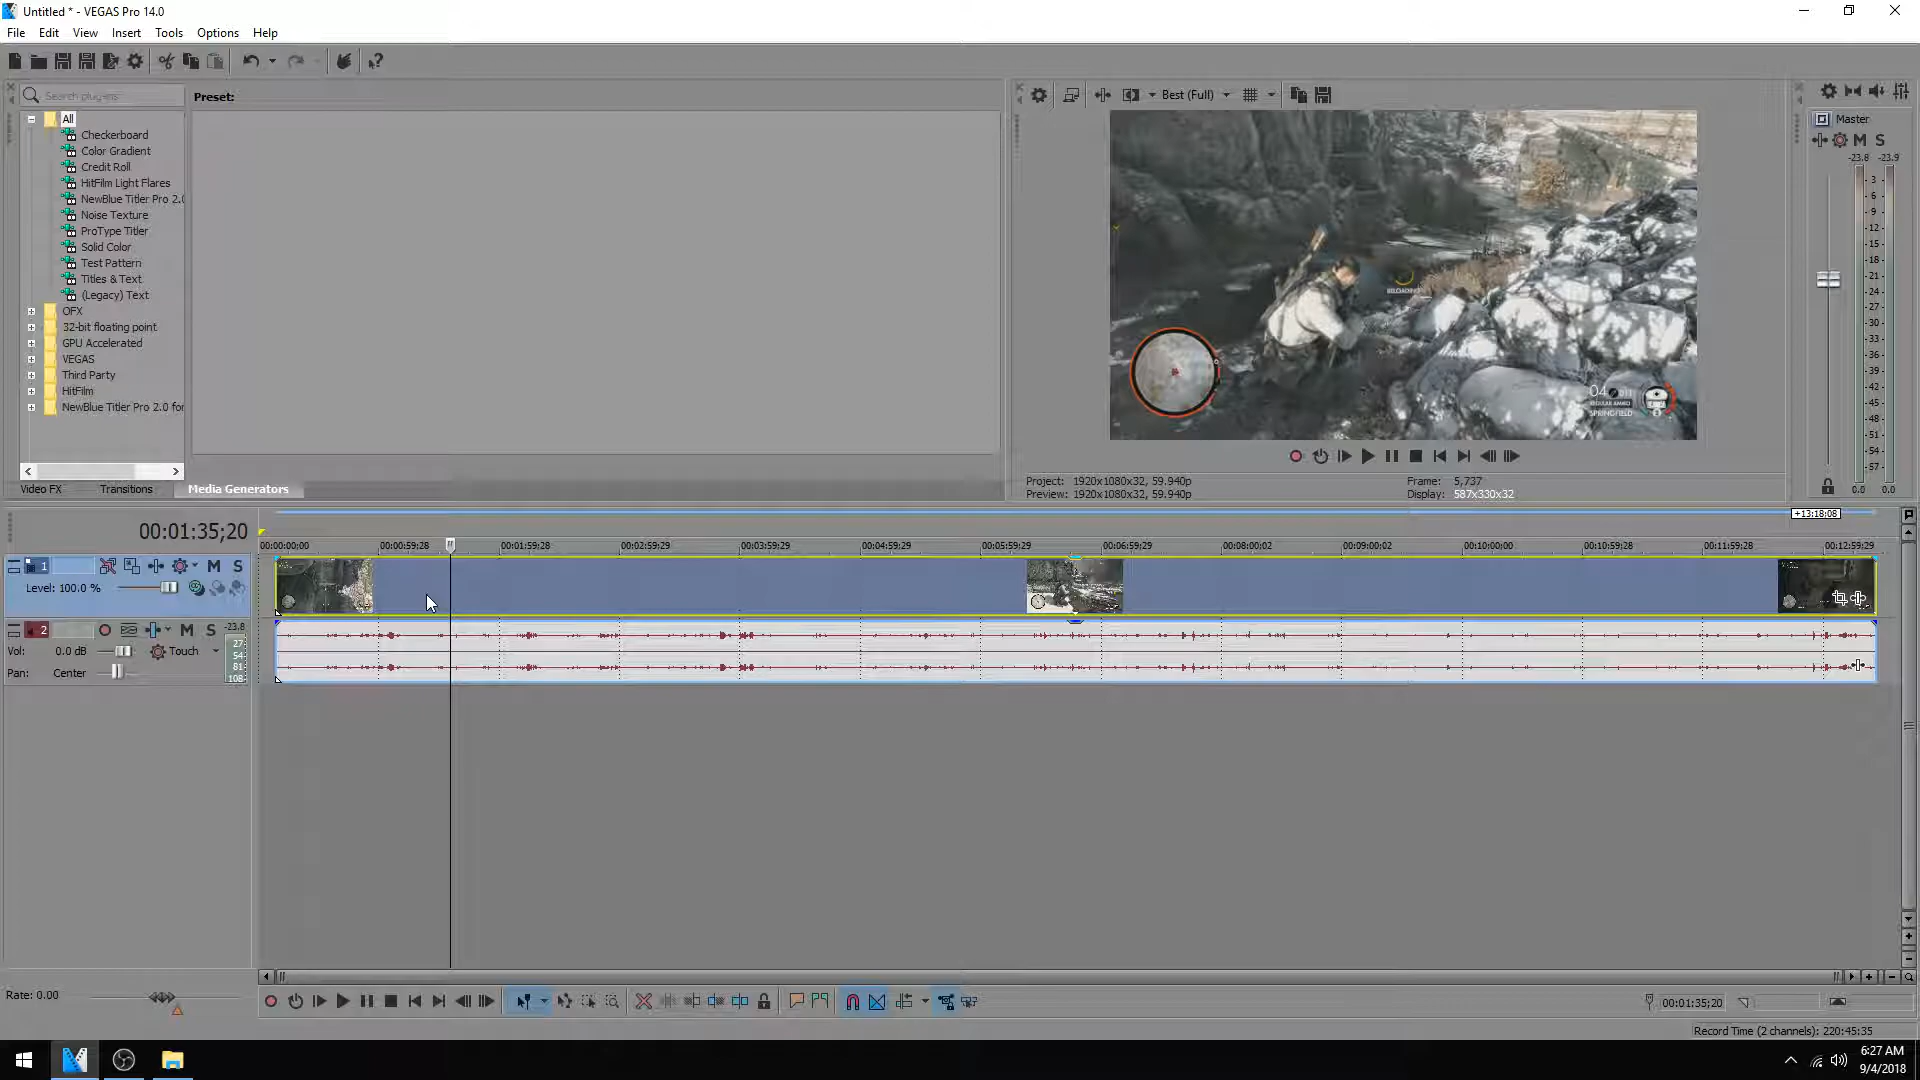 Untitled * - VEGAS Pro 14.0
File Edit View Insert Tools Options Help
Search plug-ins
Preset:
Best (Full)
All
Checkerboard
Color Gradient
Credit Roll
HitFilm Light Flares
NewBlue Titler Pro 2.0
Noise Texture
ProType Titler
Solid Color
Test Pattern
Titles & Text
(Legacy) Text
OFX
32-bit floating point
GPU Accelerated
VEGAS
Third Party
HitFilm
NewBlue Titler Pro 2.0 for
Video FX Transitions Media Generators
RELOADING
04
SPRINGFIELD
Project: 1920x1080x32, 59.940p
Preview: 1920x1080x32, 59.940p
Frame: 5,737
Display: 587x330x32
Master
M S
-23.8 -23.9
3
6
9
-12
-15
-18
-21
-24
-27
-30
-33
-36
-39
-42
-45
-48
-51
-54
-57
0.0 0.0
+13:18:08
00:01:35;20
00:00:00;00 00:00:59:28 00:01:59:28 00:02:59:29 00:03:59:29 00:04:59:29 00:05:59:29 00:06:59:29 00:08:00:02 00:09:00:02 00:10:00:00 00:10:59:28 00:11:59:28 00:12:59:29
1 M S
Level: 100.0 %
2 M S -23.8
Vol: 0.0 dB Touch
Pan: Center
27
54
81
108
Rate: 0.00
00:01:35;20
Record Time (2 channels): 220:45:35
6:27 AM
9/4/2018